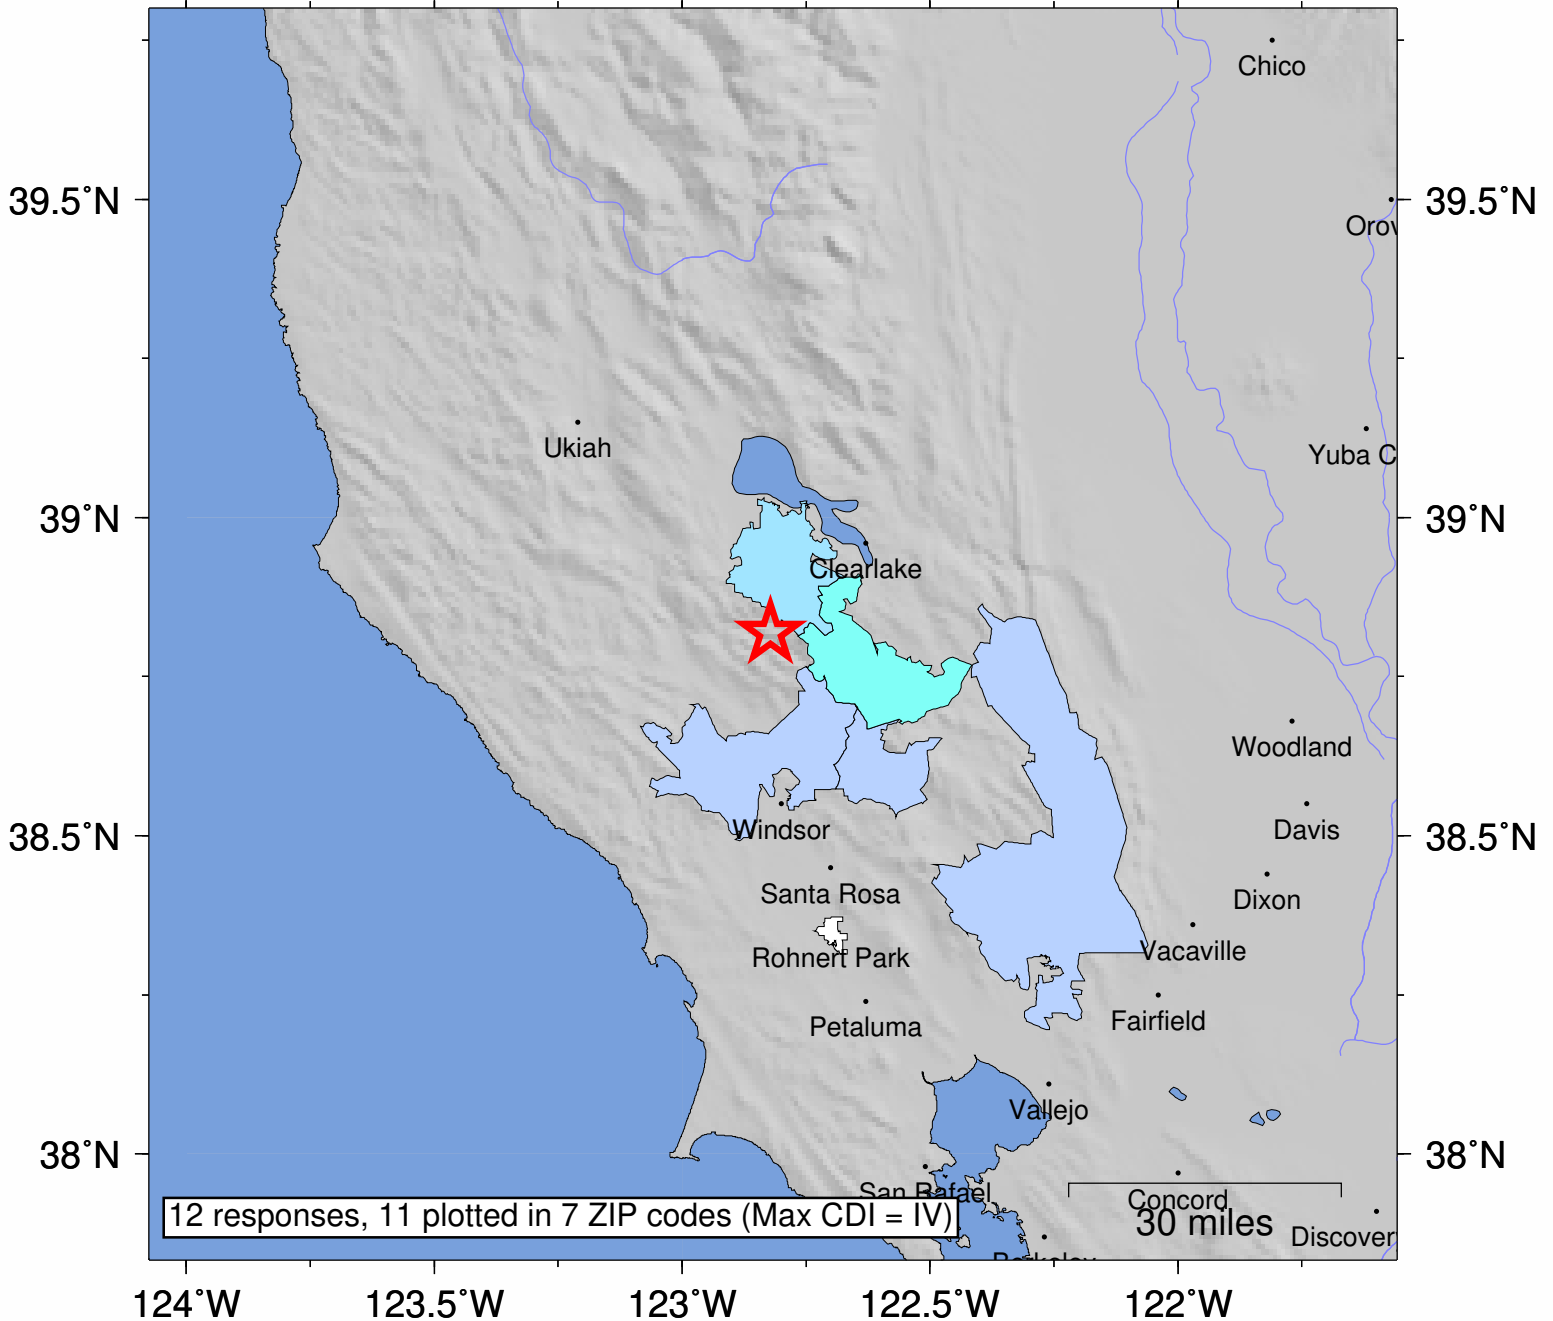 Chico
39.5°N
39.5°N
Orov
Ukiah
Yuba C
39°N
39°N
Clearlake
Woodland
38.5°N
Windsor
Davis
38.5°N
Santa Rosa
Dixon
Rohnert Park
Vacaville
Petaluma
Fairfield
Vallejo
38°N
38°N
San Rafael
Concord
12 responses, 11 plotted in 7 ZIP codes (Max CDI = IV)
30 miles
Discover
Berkeley
124°W
123.5°W
123°W
122.5°W
122°W